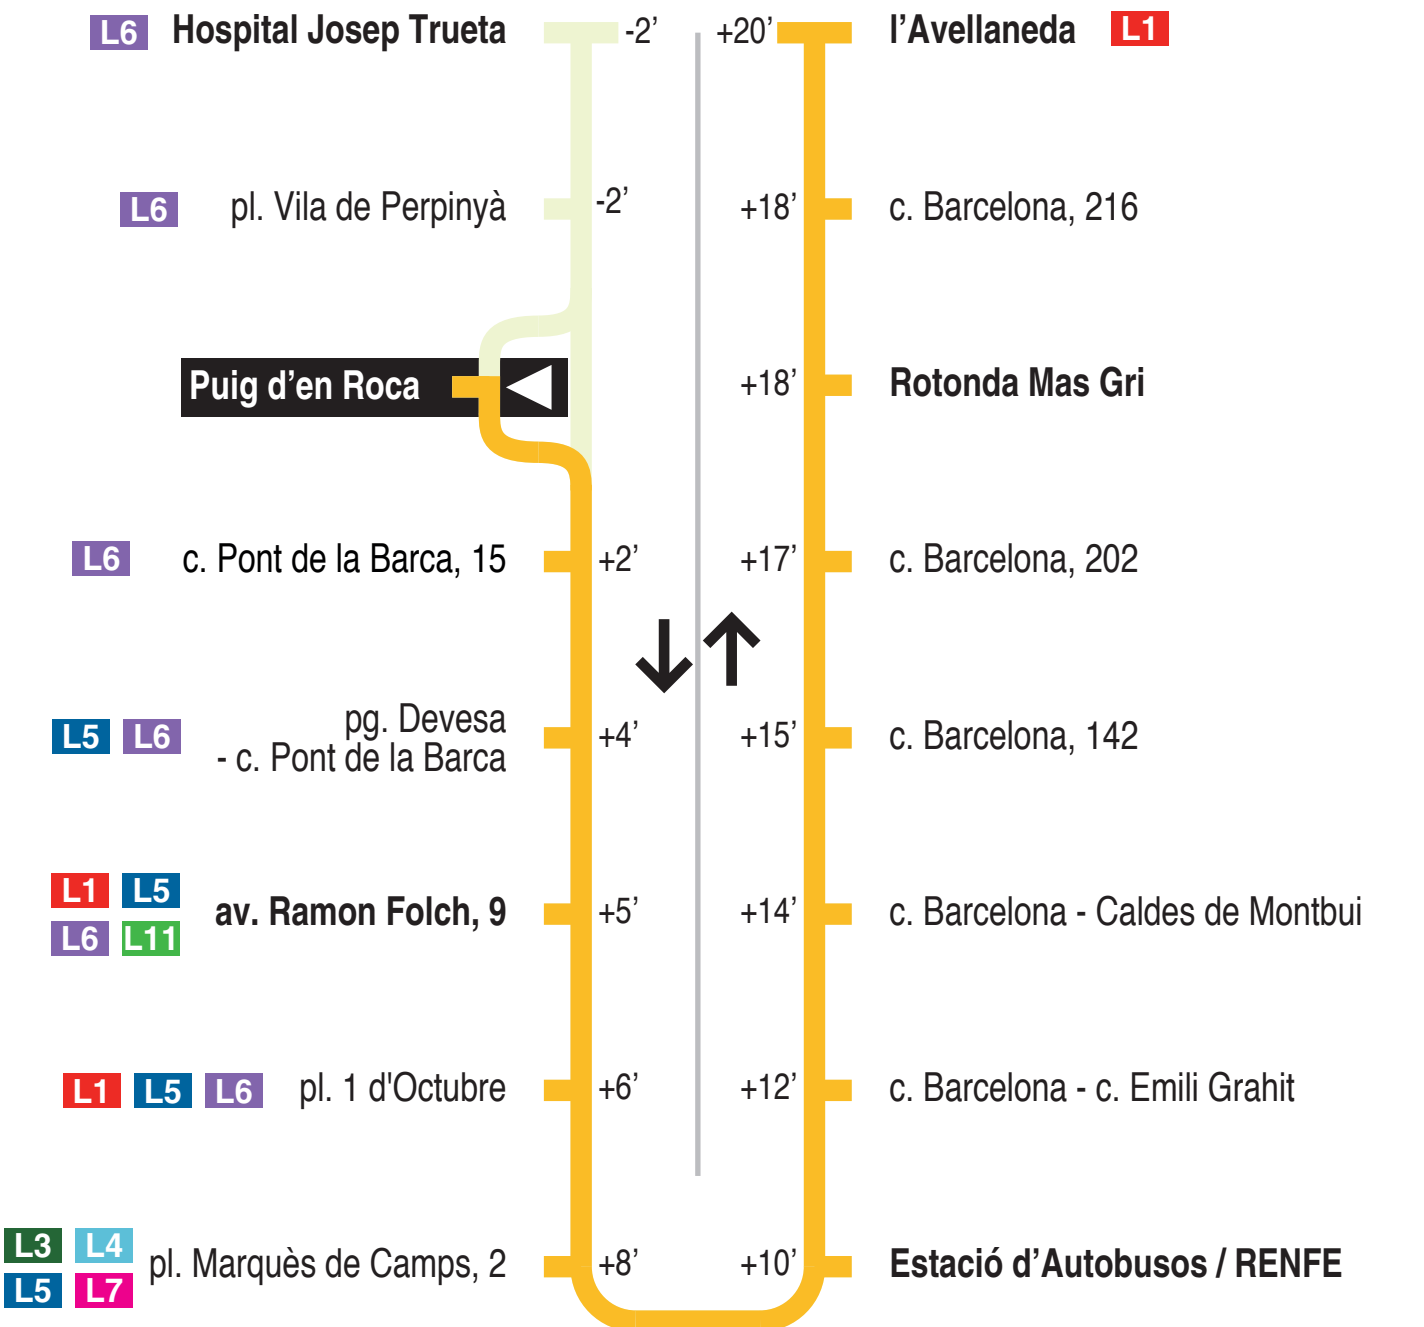 L6 Hospital Josep Trueta -2’
L6 pl. Vila de Perpinyà -2’
Puig d’en Roca
L6 c. Pont de la Barca, 15 +2’
L5 L6 pg. Devesa
- c. Pont de la Barca +4’
L1 L5
L6 L11 av. Ramon Folch, 9 +5’
L1 L5 L6 pl. 1 d'Octubre +6’
L3 L4
L5 L7 pl. Marquès de Camps, 2 +8’
+20’ l’Avellaneda L1
+18’ c. Barcelona, 216
+18’ Rotonda Mas Gri
+17’ c. Barcelona, 202
+15’ c. Barcelona, 142
+14’ c. Barcelona - Caldes de Montbui
+12’ c. Barcelona - c. Emili Grahit
+10’ Estació d’Autobusos / RENFE